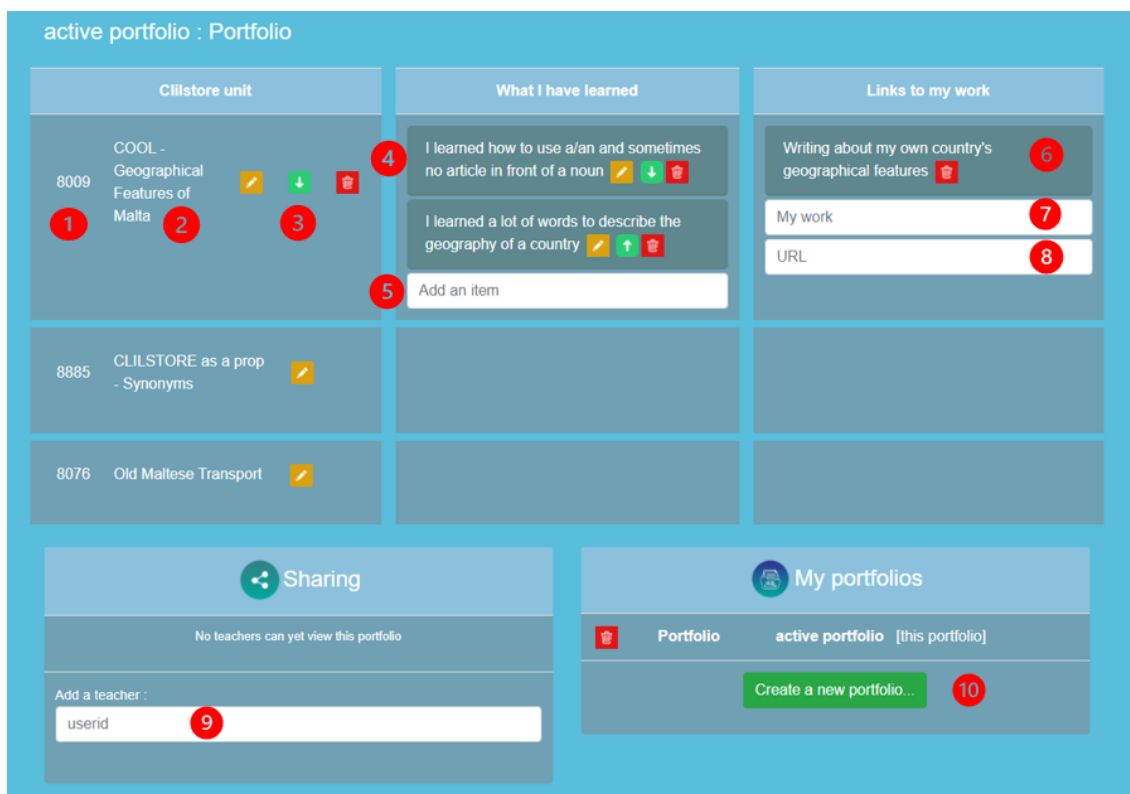 active portfolio : Portfolio
Clilstore unit
What I have learned
Links to my work
8009
COOL -
Geographical
Features of
Malta
1
2
3
4
I learned how to use a/an and sometimes
no article in front of a noun
I learned a lot of words to describe the
geography of a country
5
Add an item
Writing about my own country's
geographical features
6
My work
7
URL
8
8885
CLILSTORE as a prop
- Synonyms
8076
Old Maltese Transport
Sharing
No teachers can yet view this portfolio
Add a teacher :
userid
9
My portfolios
Portfolio active portfolio [this portfolio]
Create a new portfolio...
10